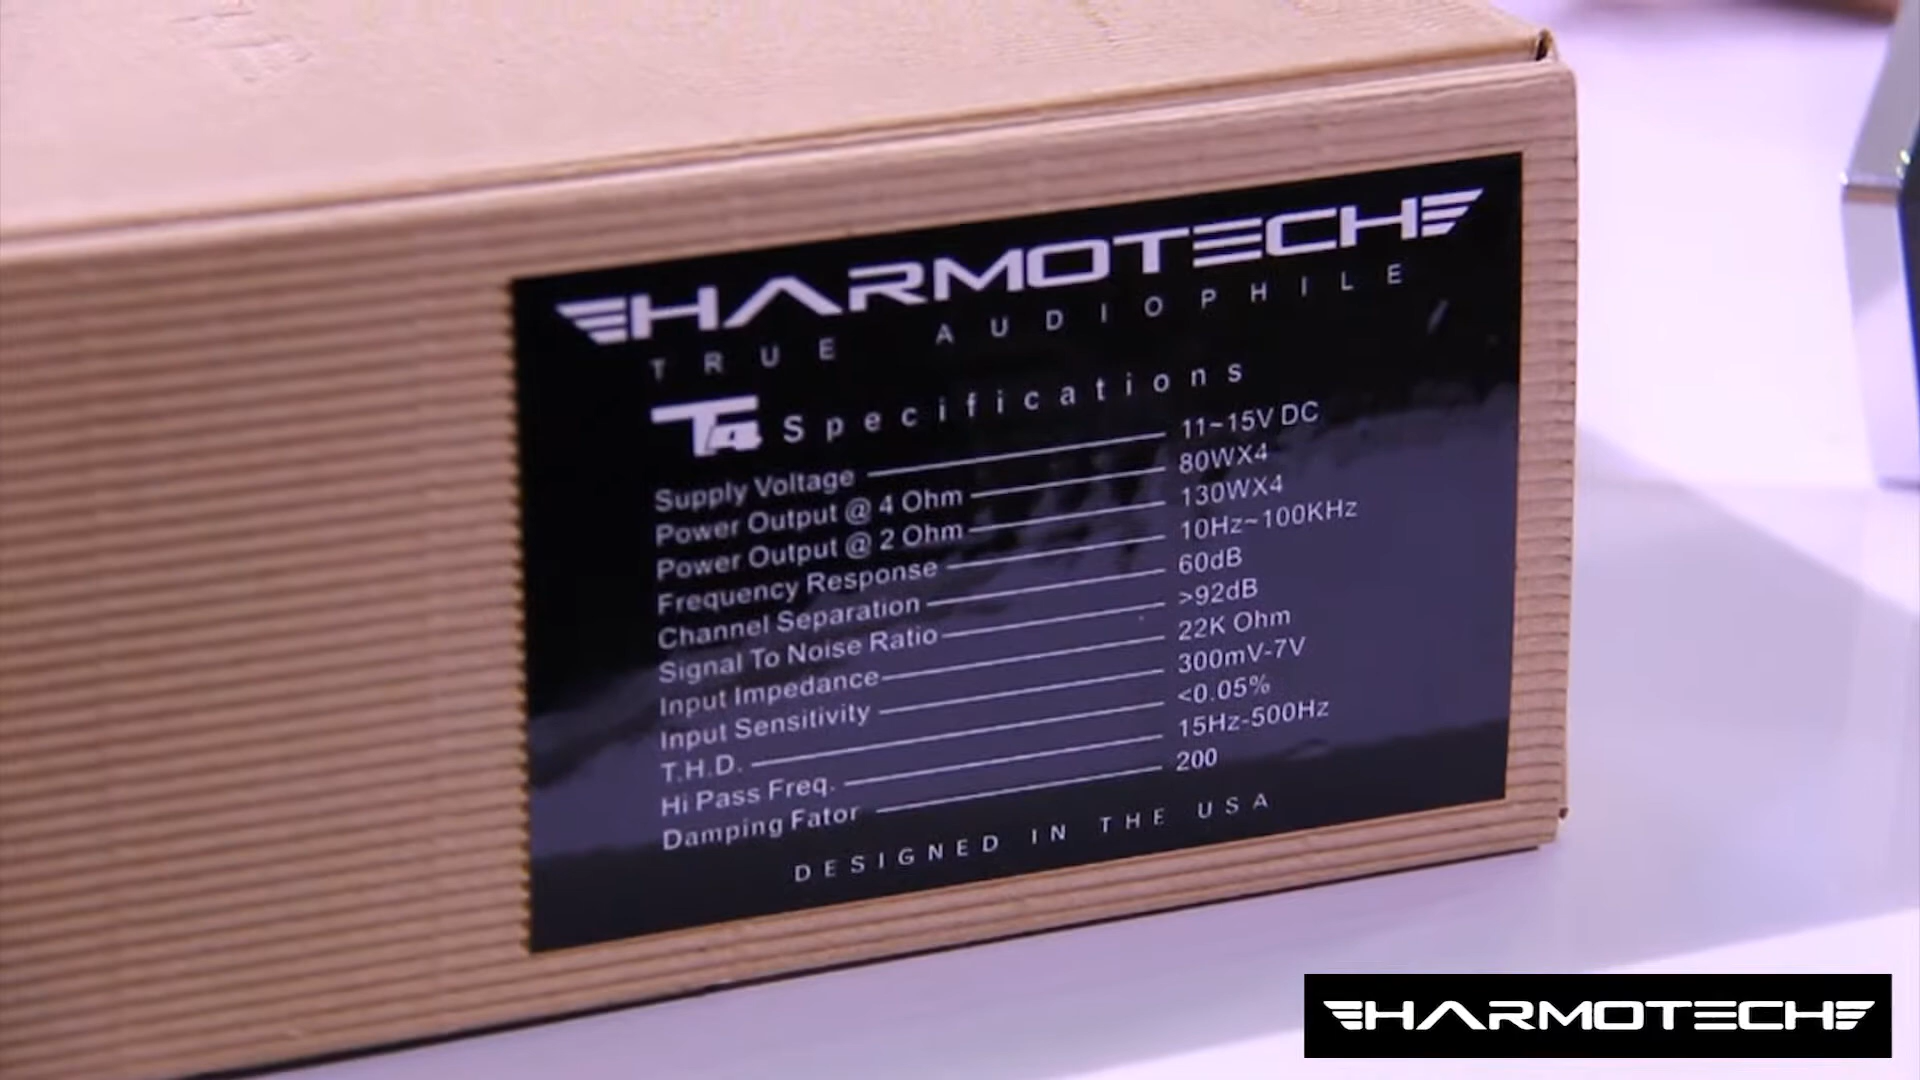 HARMOTECH
TRUE AUDIOPHILE
T4 Specifications
Supply Voltage 11~15V DC
Power Output @ 4 Ohm 80WX4
Power Output @ 2 Ohm 130WX4
Frequency Response 10Hz~100KHz
Channel Separation 60dB
Signal To Noise Ratio >92dB
Input Impedance 22K Ohm
Input Sensitivity 300mV-7V
T.H.D. <0.05%
Hi Pass Freq. 15Hz-500Hz
Damping Fator 200
DESIGNED IN THE USA
HARMOTECH